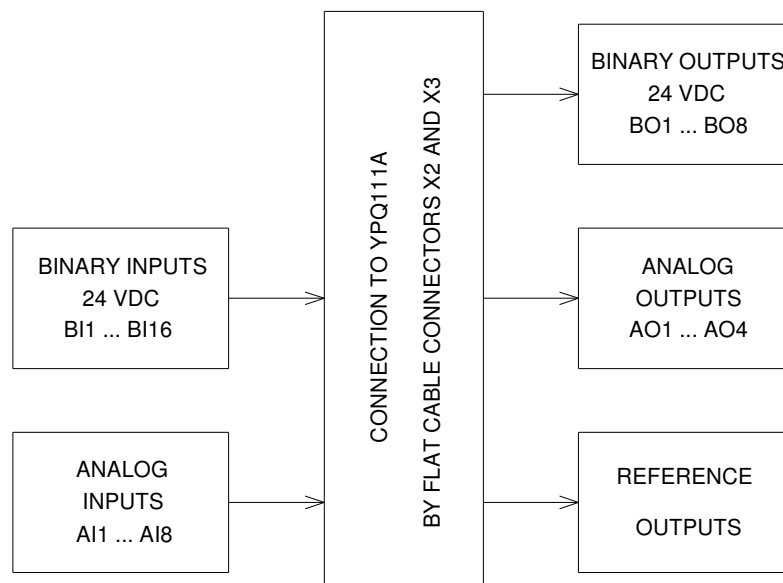 BINARY INPUTS
24 VDC
BI1 ... BI16
ANALOG
INPUTS
AI1 ... AI8
CONNECTION TO YPQ111A
BY FLAT CABLE CONNECTORS X2 AND X3
BINARY OUTPUTS
24 VDC
BO1 ... BO8
ANALOG
OUTPUTS
AO1 ... AO4
REFERENCE
OUTPUTS